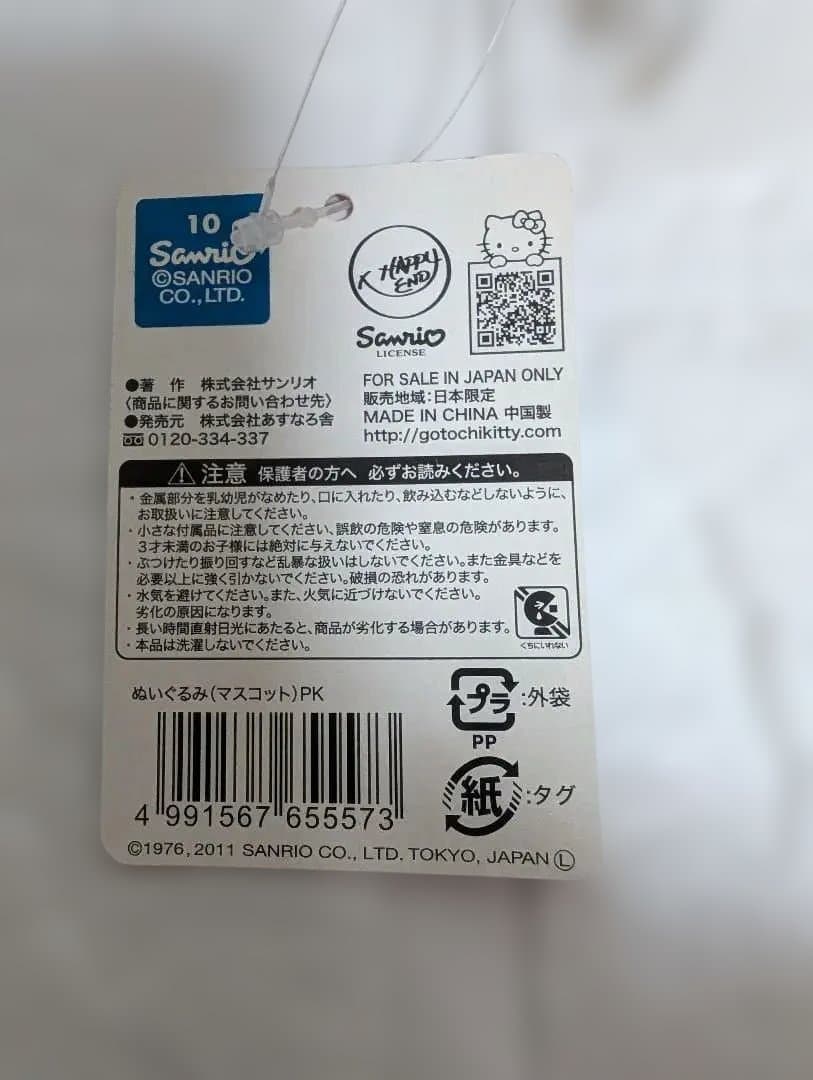 10
Sanrio
©SANRIO
CO.,LTD.
HAPPY
END
Sanrio
LICENSE
●著 作 株式会社サンリオ
〈商品に関するお問い合わせ先〉
●発売元 株式会社あすなろ舎
0120-334-337
FOR SALE IN JAPAN ONLY
販売地域:日本限定
MADE IN CHINA 中国製
http://gotochikitty.com
注意 保護者の方へ 必ずお読みください。
・金属部分を乳幼児がなめたり、口に入れたり、飲み込むなどしないように、
お取扱いに注意してください。
・小さな付属品に注意してください、誤飲の危険や窒息の危険があります。
3才未満のお子様には絶対に与えないでください。
・ぶつけたり振り回すなど乱暴な扱いはしないでください。また金具などを
必要以上に強く引かないでください。破損の恐れがあります。
・水気を避けてください。また、火気に近づけないでください。
劣化の原因になります。
・長い時間直射日光にあたると、商品が劣化する場合があります。
・本品は洗濯しないでください。
くちにいれない
ぬいぐるみ(マスコット)PK
4 991567 655573
プラ:外袋
PP
紙:タグ
©1976,2011 SANRIO CO., LTD. TOKYO, JAPAN Ⓛ